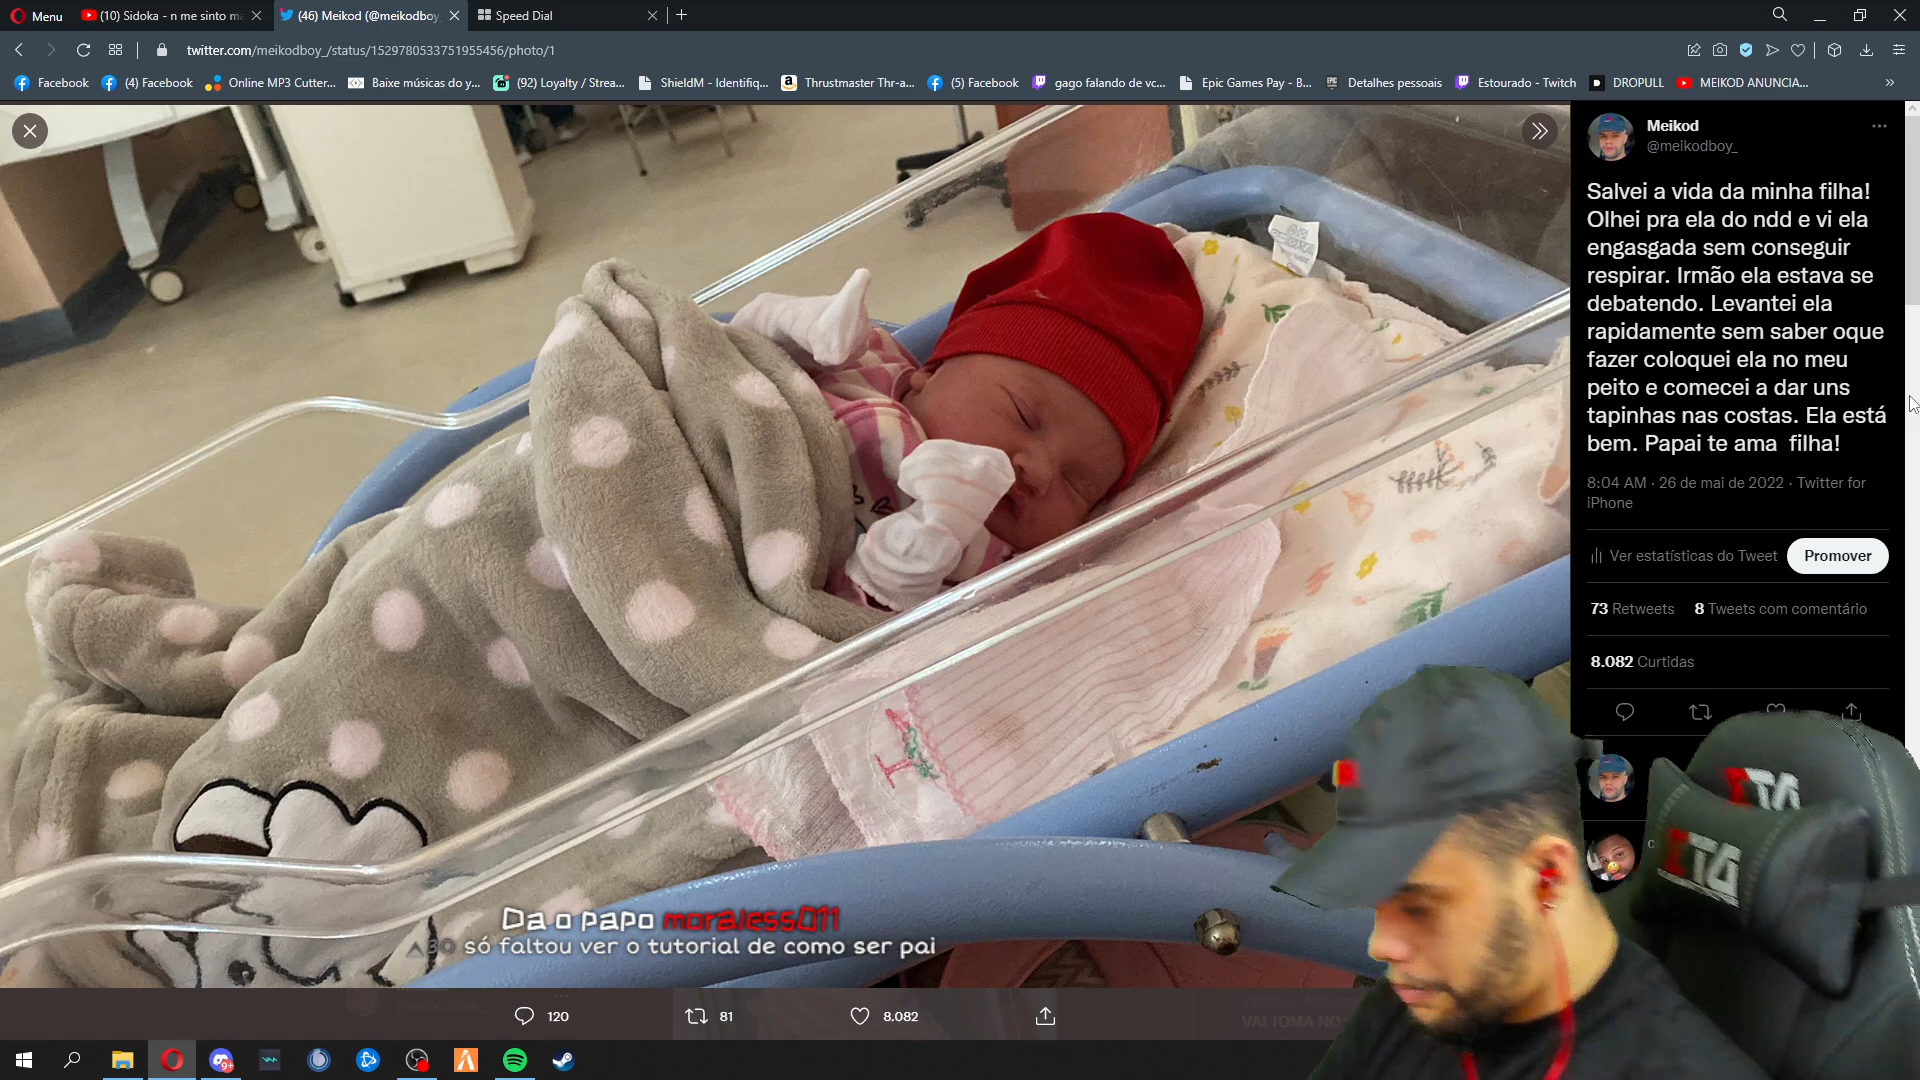 Menu
(10) Sidoka - n me sinto ma
(46) Meikod (@meikodboy_
Speed Dial
twitter.com/meikodboy_/status/1529780533751955456/photo/1
Facebook
(4) Facebook
Online MP3 Cutter...
Baixe músicas do y...
(92) Loyalty / Strea...
ShieldM - Identifiq...
Thrustmaster Thr-a...
(5) Facebook
gago falando de vc...
Epic Games Pay - B...
Detalhes pessoais
Estourado - Twitch
DROPULL
MEIKOD ANUNCIA...
Meikod
@meikodboy_
Salvei a vida da minha filha!
Olhei pra ela do ndd e vi ela
engasgada sem conseguir
respirar. Irmão ela estava se
debatendo. Levantei ela
rapidamente sem saber oque
fazer coloquei ela no meu
peito e comecei a dar uns
tapinhas nas costas. Ela está
bem. Papai te ama filha!
8:04 AM · 26 de mai de 2022 · Twitter for
iPhone
Ver estatísticas do Tweet
Promover
73 Retweets 8 Tweets com comentário
8.082 Curtidas
Da o papo moraless011
só faltou ver o tutorial de como ser pai
120
81
8.082
VAI TOMA NO
9+